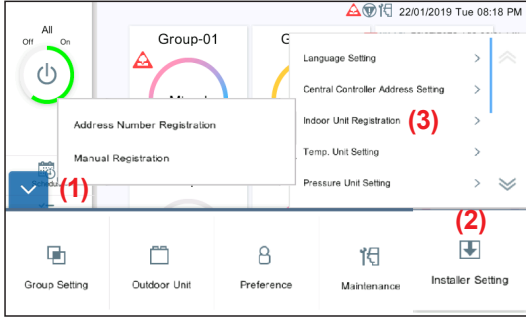 22/01/2019 Tue 08:18 PM
All
Off On
Group-01
G
Language Setting
Central Controller Address Setting
Indoor Unit Registration (3)
Temp. Unit Setting
Pressure Unit Setting
Address Number Registration
Manual Registration
(1)
(2)
Group Setting
Outdoor Unit
Preference
Maintenance
Installer Setting